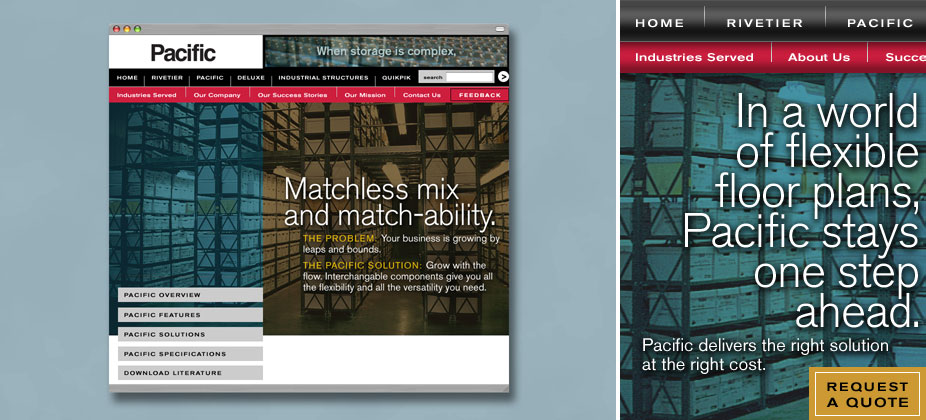 Pacific
When storage is complex,
HOME RIVETIER PACIFIC DELUXE INDUSTRIAL STRUCTURES QUIKPIK search
Industries Served Our Company Our Success Stories Our Mission Contact Us FEEDBACK
Matchless mix
and match-ability.
THE PROBLEM: Your business is growing by
leaps and bounds.
THE PACIFIC SOLUTION: Grow with the
flow. Interchangable components give you all
the flexibility and all the versatility you need.
PACIFIC OVERVIEW
PACIFIC FEATURES
PACIFIC SOLUTIONS
PACIFIC SPECIFICATIONS
DOWNLOAD LITERATURE
HOME RIVETIER PACIFIC
Industries Served About Us Succe
In a world
of flexible
floor plans,
Pacific stays
one step
ahead.
Pacific delivers the right solution
at the right cost.
REQUEST
A QUOTE